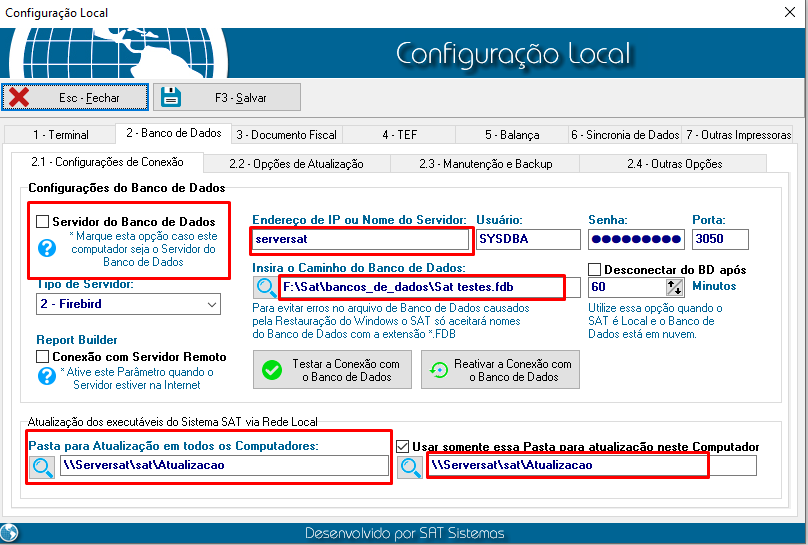 Configuração Local
Configuração Local
Esc - Fechar
F3 - Salvar
1 - Terminal
2 - Banco de Dados
3 - Documento Fiscal
4 - TEF
5 - Balança
6 - Sincronia de Dados
7 - Outras Impressoras
2.1 - Configurações de Conexão
2.2 - Opções de Atualização
2.3 - Manutenção e Backup
2.4 - Outras Opções
Configurações do Banco de Dados
Servidor do Banco de Dados
* Marque esta opção caso este
computador seja o Servidor do
Banco de Dados
Endereço de IP ou Nome do Servidor:
serversat
Usuário:
SYSDBA
Senha:
●●●●●●●●●
Porta:
3050
Tipo de Servidor:
2 - Firebird
Insira o Caminho do Banco de Dados:
F:\Sat\bancos_de_dados\Sat testes.fdb
Para evitar erros no arquivo de Banco de Dados causados
pela Restauração do Windows o SAT só aceitará nomes
do Banco de Dados com a extensão *.FDB
Desconectar do BD após
60
Minutos
Utilize essa opção quando o
SAT é Local e o Banco de
Dados está em nuvem.
Report Builder
Conexão com Servidor Remoto
* Ative este Parâmetro quando o
Servidor estiver na Internet
Testar a Conexão com
o Banco de Dados
Reativar a Conexão com
o Banco de Dados
Atualização dos executáveis do Sistema SAT via Rede Local
Pasta para Atualização em todos os Computadores:
\\Serversat\sat\Atualizacao
Usar somente essa Pasta para atualização neste Computador
\\Serversat\sat\Atualizacao
Desenvolvido por SAT Sistemas